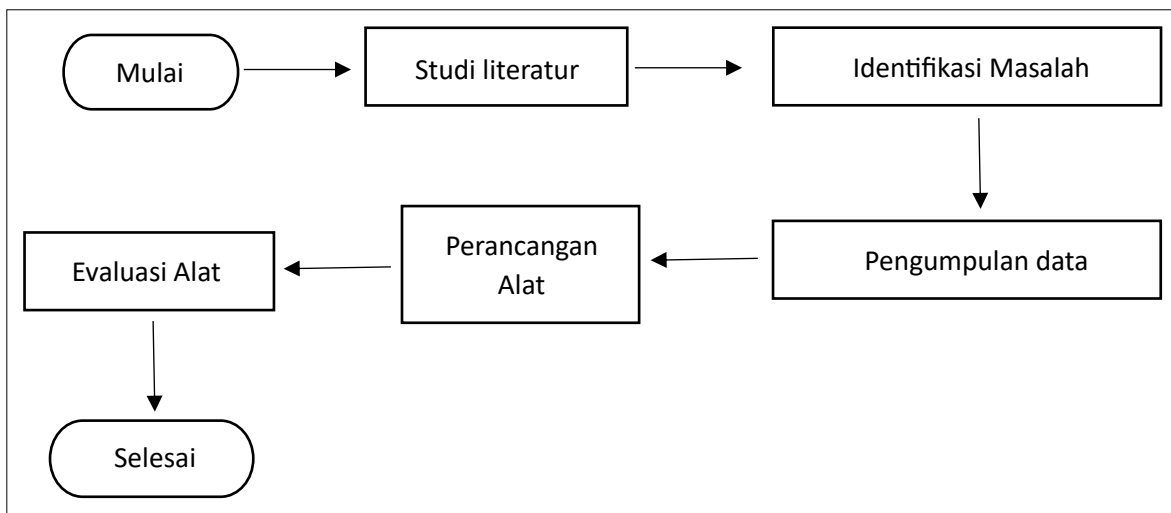 Mulai
Studi literatur
Identifikasi Masalah
Pengumpulan data
Perancangan
Alat
Evaluasi Alat
Selesai